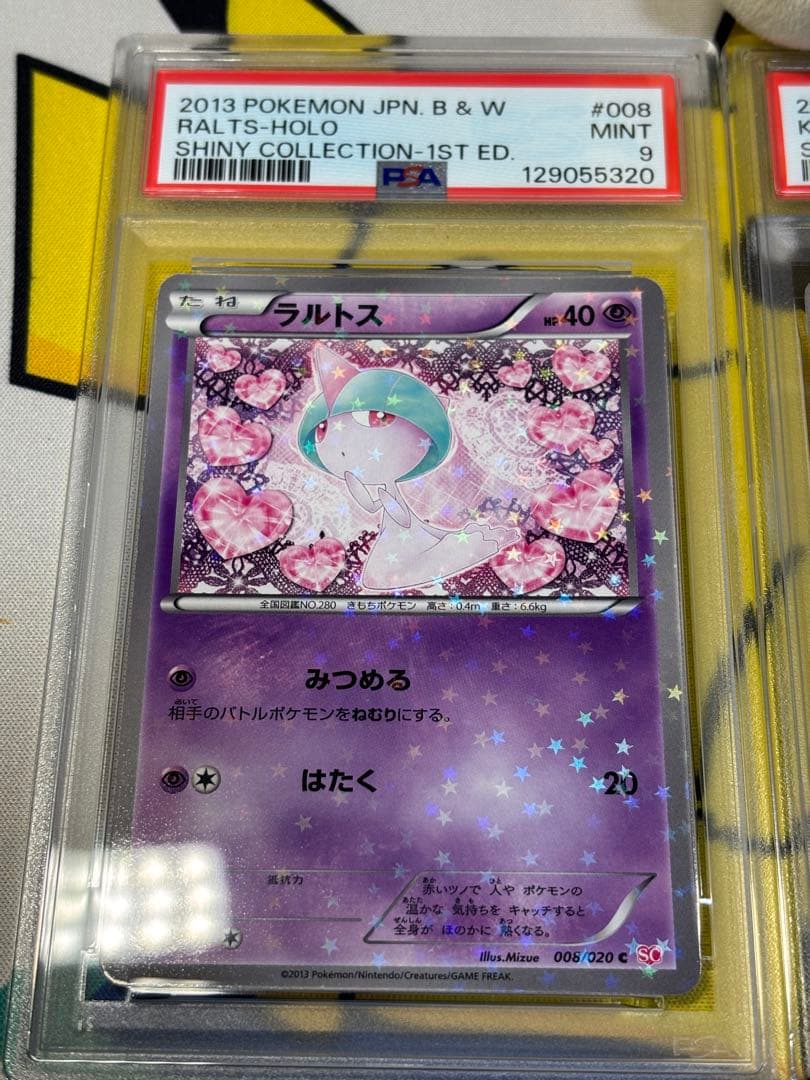 2013 POKEMON JPN. B & W #008
RALTS-HOLO MINT
SHINY COLLECTION-1ST ED. 9
PSA 129055320
たね ラルトス HP40
全国図鑑NO.280 きもちポケモン 高さ：0.4m 重さ：6.6kg
みつめる
相手のバトルポケモンをねむりにする。
はたく 20
抵抗力
赤いツノで 人や ポケモンの
温かな 気持ちを キャッチすると
全身が ほのかに 熱くなる。
Illus.Mizue 008/020 C SC
©2013 Pokémon/Nintendo/Creatures/GAME FREAK.